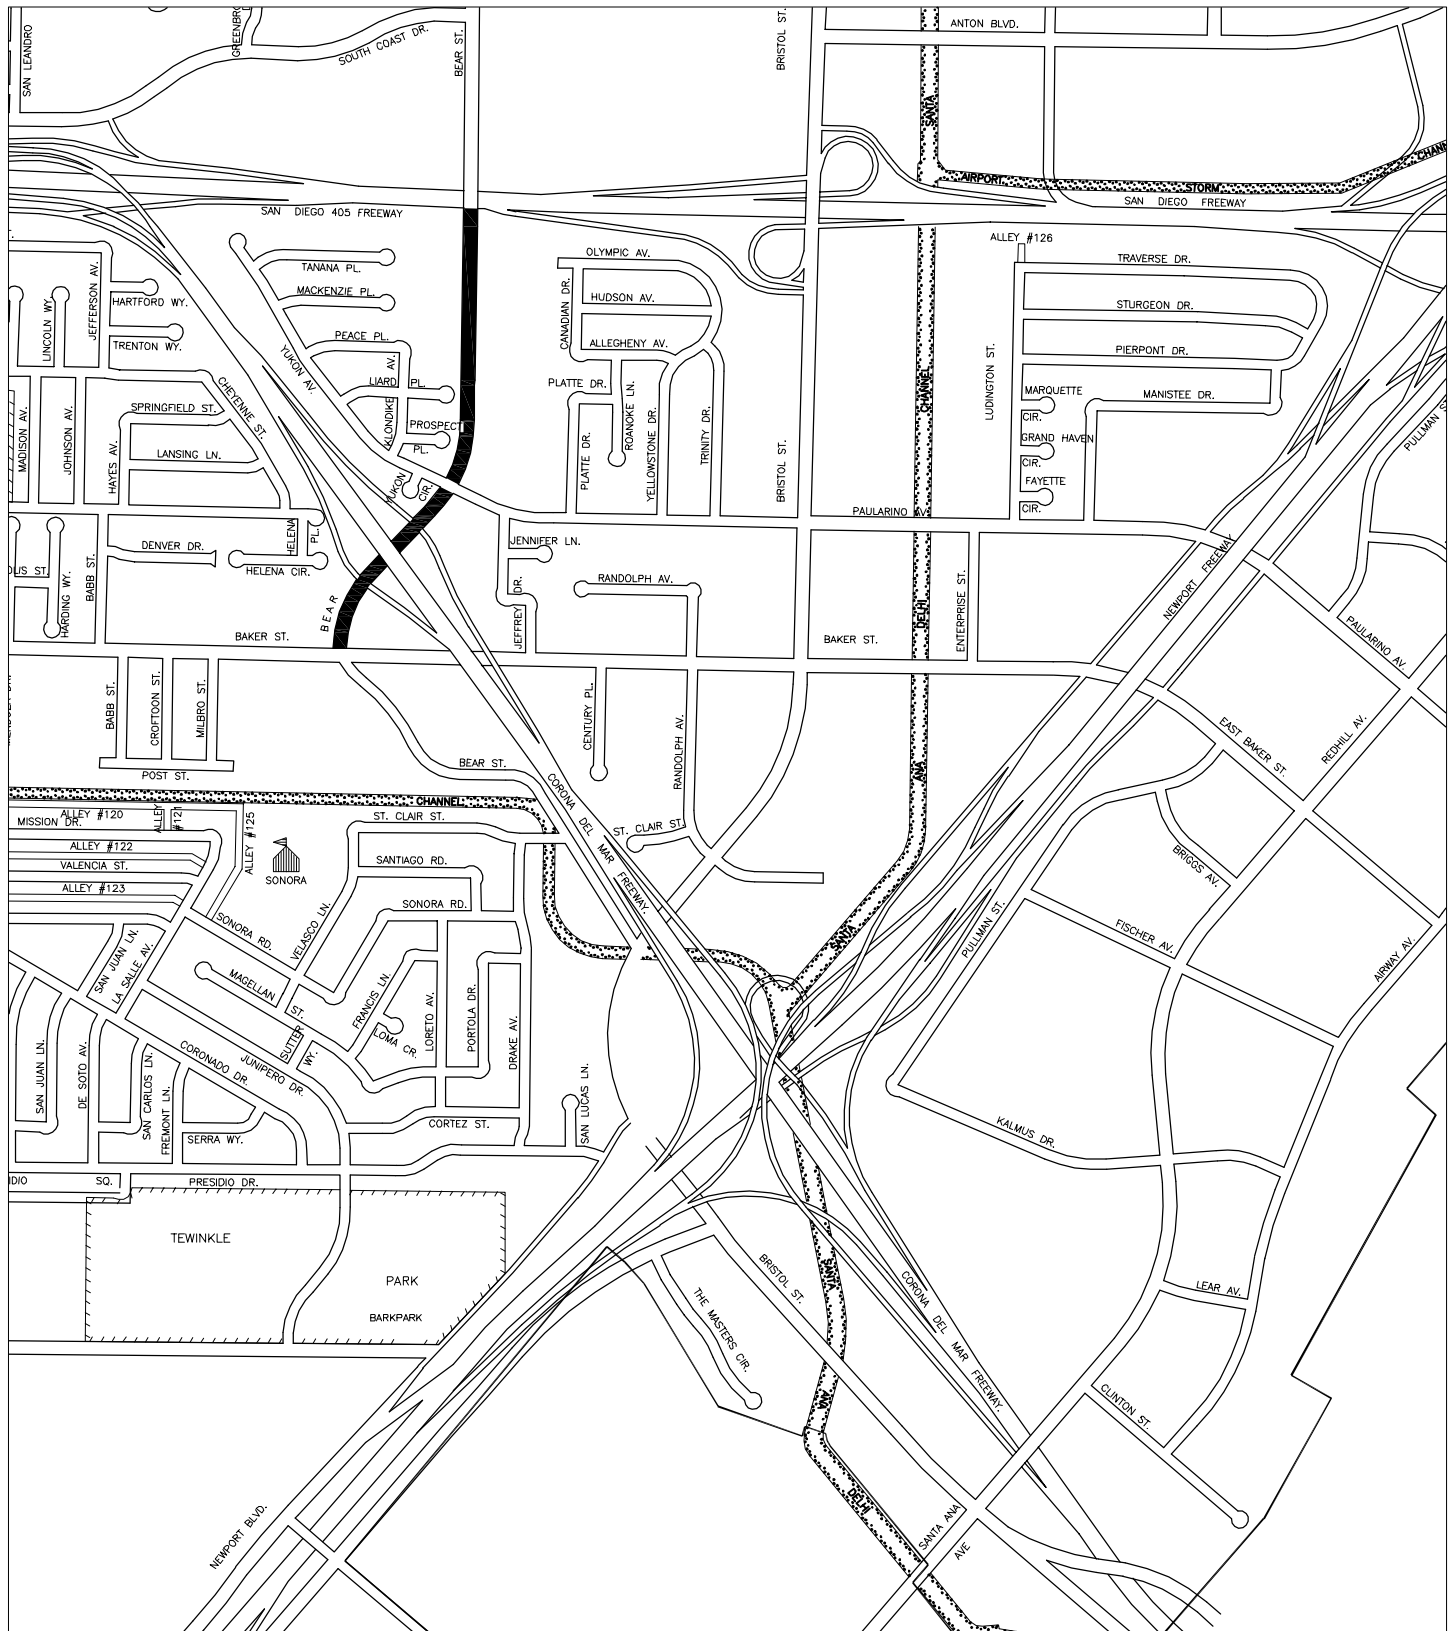 SAN LEANDRO
SOUTH COAST DR.
BEAR ST.
BRISTOL ST.
ANTON BLVD.
SANTA
AIRPORT
STORM
SAN DIEGO 405 FREEWAY
SAN DIEGO FREEWAY
ALLEY #126
TANANA PL.
OLYMPIC AV.
TRAVERSE DR.
JEFFERSON AV.
HARTFORD WY.
MACKENZIE PL.
CANADIAN DR.
HUDSON AV.
STURGEON DR.
LINCOLN WY.
TRENTON WY.
YUKON AV.
PEACE PL.
ALLEGHENY AV.
PIERPONT DR.
CHEYENNE ST.
LIARD PL.
KLONDIKE AV.
PLATTE DR.
ROANOKE LN.
CHANNEL
LUDINGTON ST.
MARQUETTE
CIR.
MANISTEE DR.
MADISON AV.
JOHNSON AV.
SPRINGFIELD ST.
PROSPECT
PL.
PLATTE DR.
YELLOWSTONE DR.
TRINITY DR.
BRISTOL ST.
GRAND HAVEN
CIR.
PULLMAN
HAYES AV.
LANSING LN.
YUKON
CIR.
FAYETTE
CIR.
PAULARINO AV.
HELENA
PL.
DENVER DR.
HELENA CIR.
JENNIFER LN.
NEWPORT FREEWAY
BABB ST.
HARDING WY.
RANDOLPH AV.
JEFFREY DR.
DELHI
ENTERPRISE ST.
BEAR
BAKER ST.
BAKER ST.
PAULARINO AV.
BABB ST.
CROFTOON ST.
MILBRO ST.
CENTURY PL.
RANDOLPH AV.
EAST BAKER ST.
REDHILL AV.
POST ST.
BEAR ST.
ANA
CHANNEL
CORONA DEL MAR FREEWAY.
ALLEY #120
ALLEY
#121
MISSION DR.
ALLEY #125
ST. CLAIR ST.
ST. CLAIR ST.
ALLEY #122
VALENCIA ST.
ALLEY #123
SONORA
SANTIAGO RD.
BRIGGS AV.
SONORA RD.
VELASCO LN.
SONORA RD.
SANTA
PULLMAN ST.
FISCHER AV.
AIRWAY AV.
SAN JUAN LN.
LA SALLE AV.
MAGELLAN
ST.
FRANCIS LN.
LOMA CR.
LORETO AV.
PORTOLA DR.
DRAKE AV.
SUTTER
WY.
JUNIPERO DR.
CORONADO DR.
SAN JUAN LN.
DE SOTO AV.
SAN CARLOS LN.
FREMONT LN.
SERRA WY.
CORTEZ ST.
SAN LUCAS LN.
KALMUS DR.
SQ.
PRESIDIO DR.
TEWINKLE
PARK
BARKPARK
BRISTOL ST.
THE MASTERS CIR.
SANTA
CORONA DEL MAR FREEWAY.
LEAR AV.
ANA
CLINTON ST.
DELHI
NEWPORT BLVD.
SANTA ANA
AVE